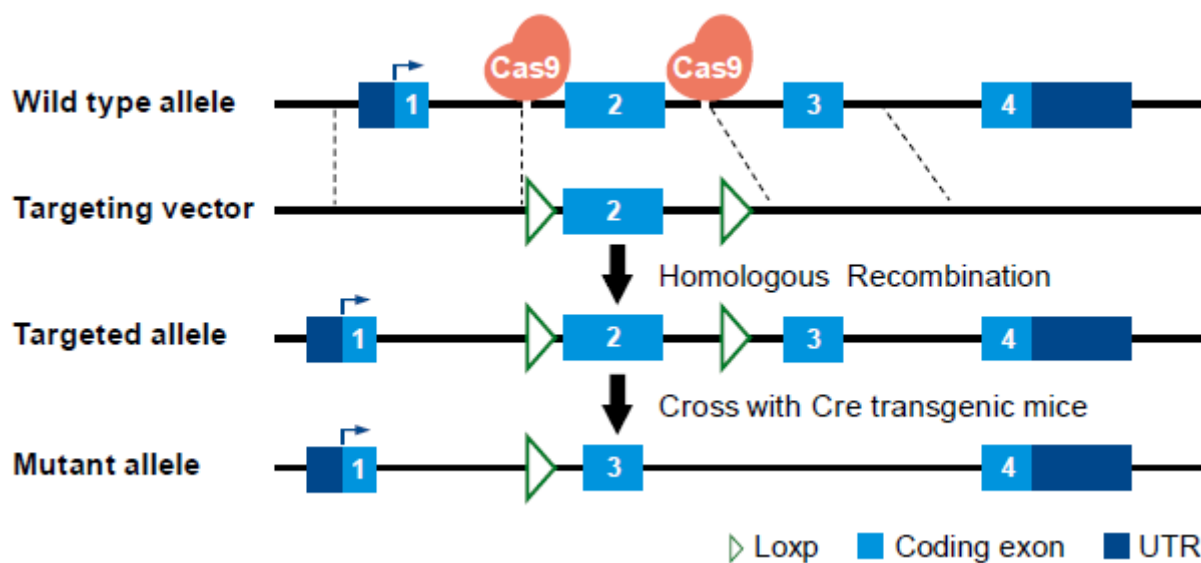 Cas9 Cas9
Wild type allele 1 2 3 4
Targeting vector 2
Homologous Recombination
Targeted allele 1 2 3 4
Cross with Cre transgenic mice
Mutant allele 1 3 4
Loxp Coding exon UTR